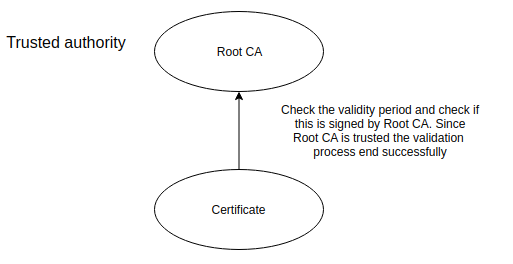 Trusted authority
Root CA
Check the validity period and check if
this is signed by Root CA. Since
Root CA is trusted the validation
process end successfully
Certificate